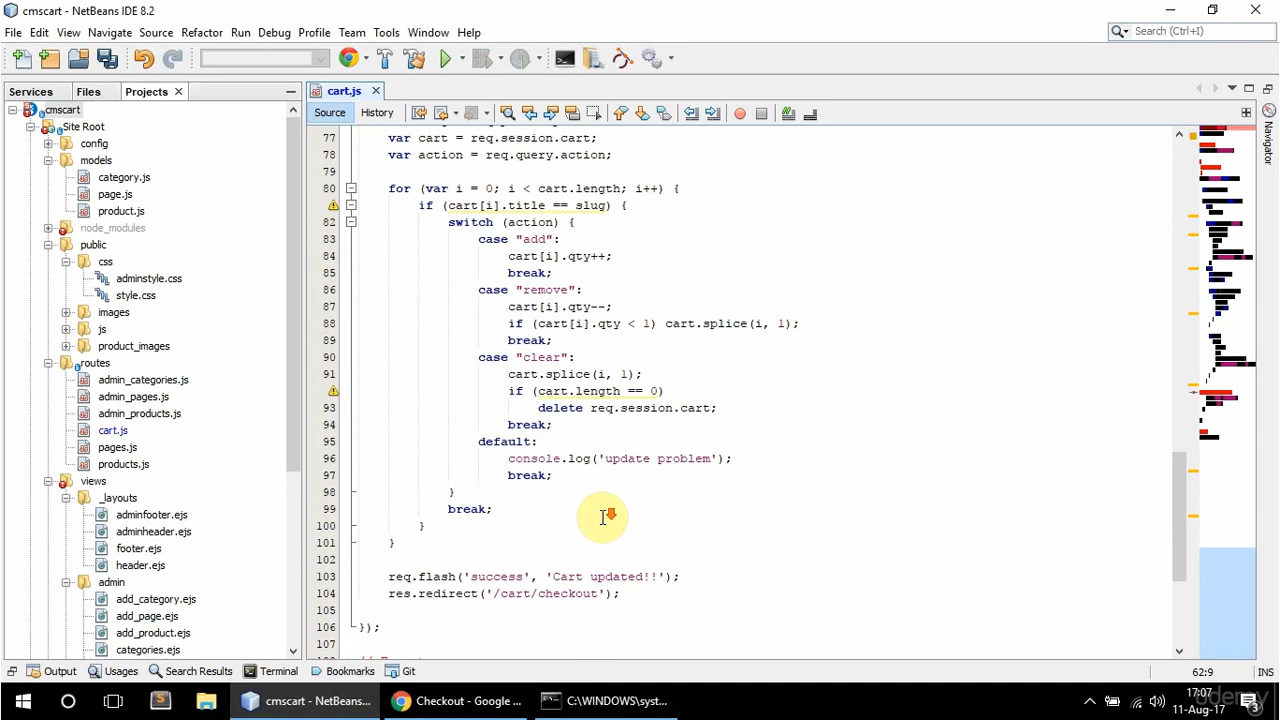 cmscart - NetBeans IDE 8.2
File Edit View Navigate Source Refactor Run Debug Profile Team Tools Window Help
Search (Ctrl+I)
Services Files Projects
cart.js
Source History
cmscart
Site Root
config
models
category.js
page.js
product.js
node_modules
public
css
adminstyle.css
style.css
images
js
product_images
routes
admin_categories.js
admin_pages.js
admin_products.js
cart.js
pages.js
products.js
views
_layouts
adminfooter.ejs
adminheader.ejs
footer.ejs
header.ejs
admin
add_category.ejs
add_page.ejs
add_product.ejs
categories.ejs
77 var cart = req.session.cart;
78 var action = req.query.action;
79
80 for (var i = 0; i < cart.length; i++) {
if (cart[i].title == slug) {
82 switch (action) {
83 case "add":
84 cart[i].qty++;
85 break;
86 case "remove":
87 cart[i].qty--;
88 if (cart[i].qty < 1) cart.splice(i, 1);
89 break;
90 case "clear":
91 cart.splice(i, 1);
if (cart.length == 0)
93 delete req.session.cart;
94 break;
95 default:
96 console.log('update problem');
97 break;
98 }
99 break;
100 }
101 }
102
103 req.flash('success', 'Cart updated!!');
104 res.redirect('/cart/checkout');
105
106 });
107
Navigator
Output Usages Search Results Terminal Bookmarks Git
62:9 INS
cmscart - NetBeans... Checkout - Google ... C:\WINDOWS\syst...
17:07
11-Aug-17
3
udemy